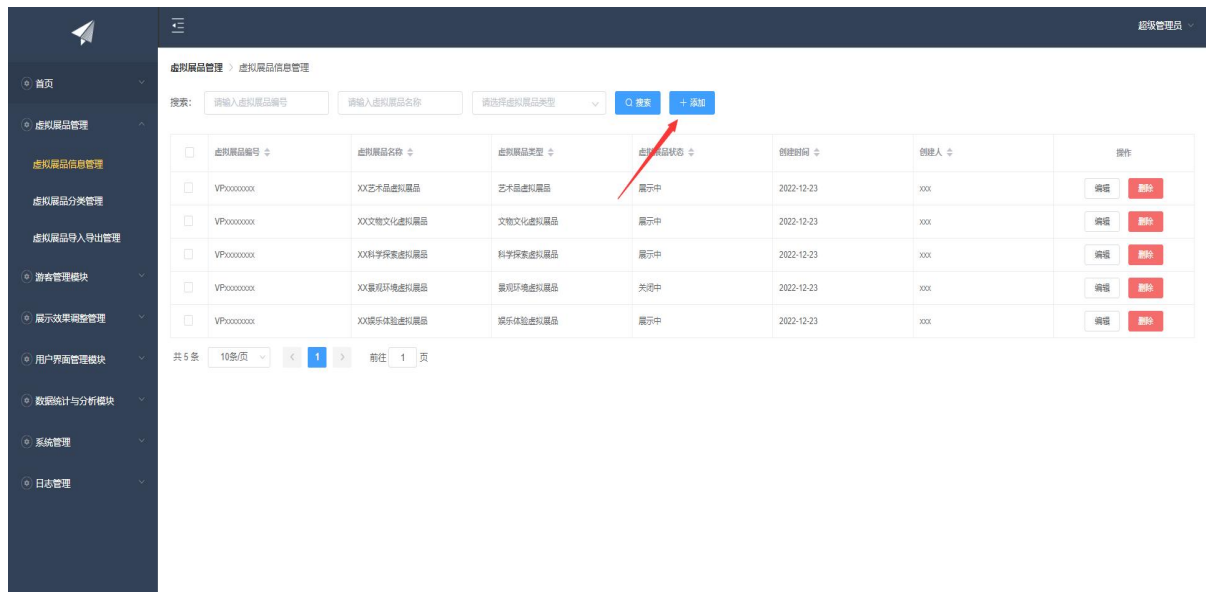 超级管理员
首页
虚拟展品管理
虚拟展品信息管理
虚拟展品分类管理
虚拟展品导入导出管理
游客管理模块
展示效果调整管理
用户界面管理模块
数据统计与分析模块
系统管理
日志管理
虚拟展品管理 > 虚拟展品信息管理
搜索: 请输入虚拟展品编号 请输入虚拟展品名称 请选择虚拟展品类型 搜索 + 添加
虚拟展品编号 虚拟展品名称 虚拟展品类型 虚拟展品状态 创建时间 创建人 操作
VPxxxxxxxx XX艺术品虚拟展品 艺术品虚拟展品 展示中 2022-12-23 xxx 编辑 删除
VPxxxxxxxx XX文物文化虚拟展品 文物文化虚拟展品 展示中 2022-12-23 xxx 编辑 删除
VPxxxxxxxx XX科学探索虚拟展品 科学探索虚拟展品 展示中 2022-12-23 xxx 编辑 删除
VPxxxxxxxx XX景观环境虚拟展品 景观环境虚拟展品 关闭中 2022-12-23 xxx 编辑 删除
VPxxxxxxxx XX娱乐体验虚拟展品 娱乐体验虚拟展品 展示中 2022-12-23 xxx 编辑 删除
共 5 条 10条/页 < 1 > 前往 1 页